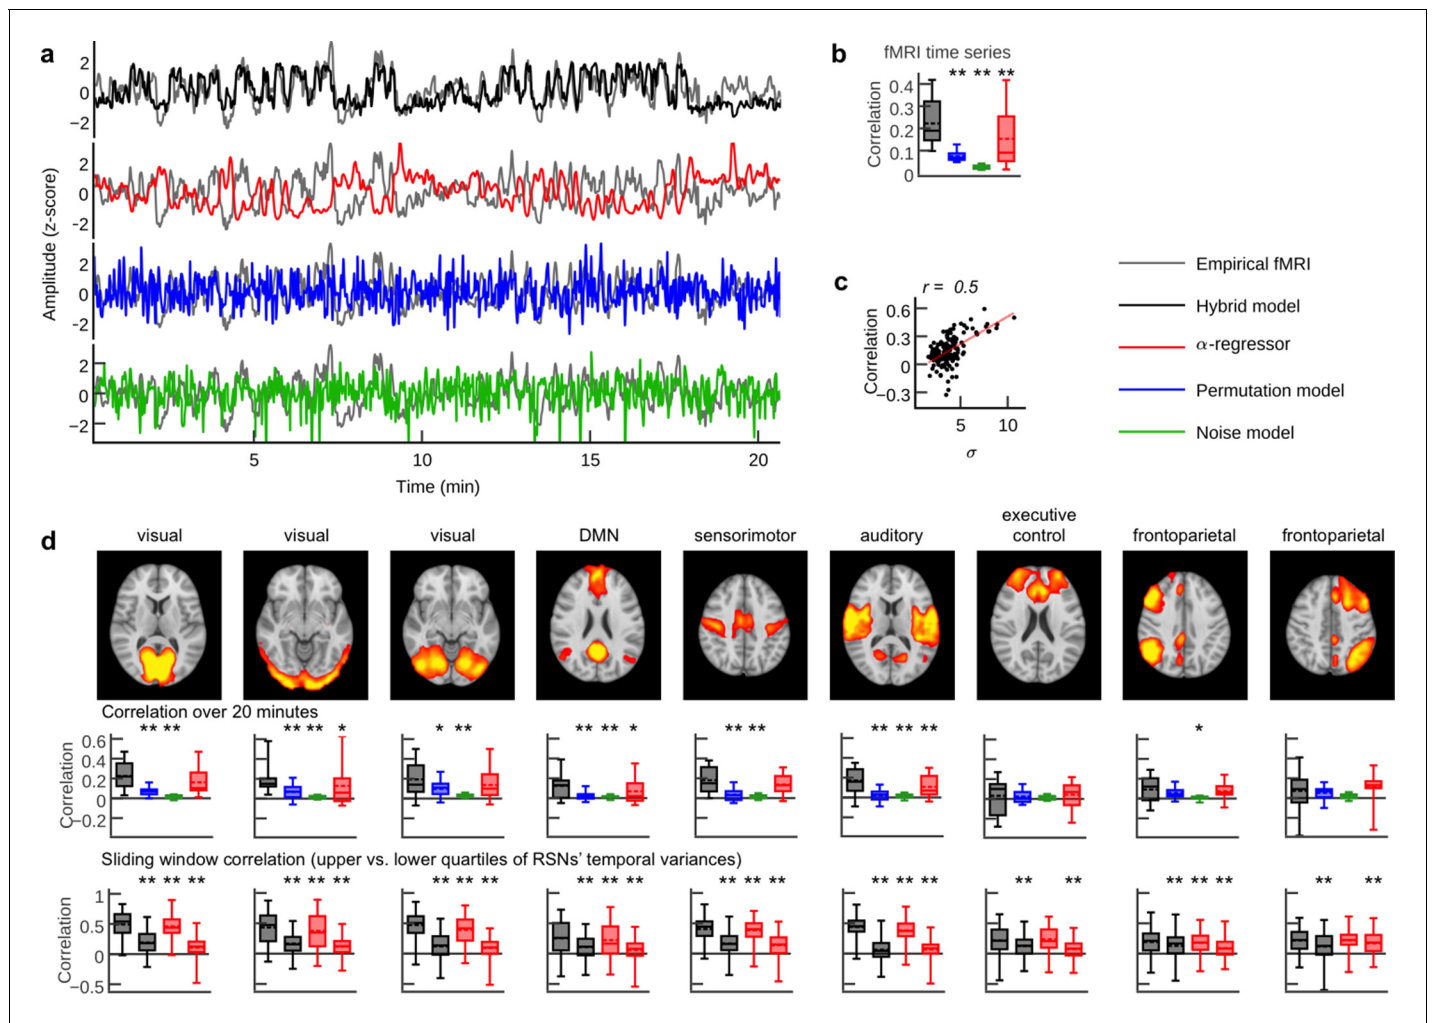 a
2
0
−2
2
0
-2
2
0
−2
2
0
−2
5
10
15
20
Amplitude (z-score)
Time (min)
b
fMRI time series
** ** **
0.4
0.3
0.2
0.1
0
Correlation
c
r = 0.5
0.6
0.3
0
−0.3
Correlation
5
10
σ
Empirical fMRI
Hybrid model
α-regressor
Permutation model
Noise model
d
visual
visual
visual
DMN
sensorimotor
auditory
executive
control
frontoparietal
frontoparietal
Correlation over 20 minutes
** **
** ** *
* **
** ** *
** **
** ** **
*
0.6
0.4
0.2
0
−0.2
Correlation
Sliding window correlation (upper vs. lower quartiles of RSNs' temporal variances)
** ** **
** ** **
** ** **
** ** **
** ** **
** ** **
** **
** ** **
** **
1
0.5
0
−0.5
Correlation